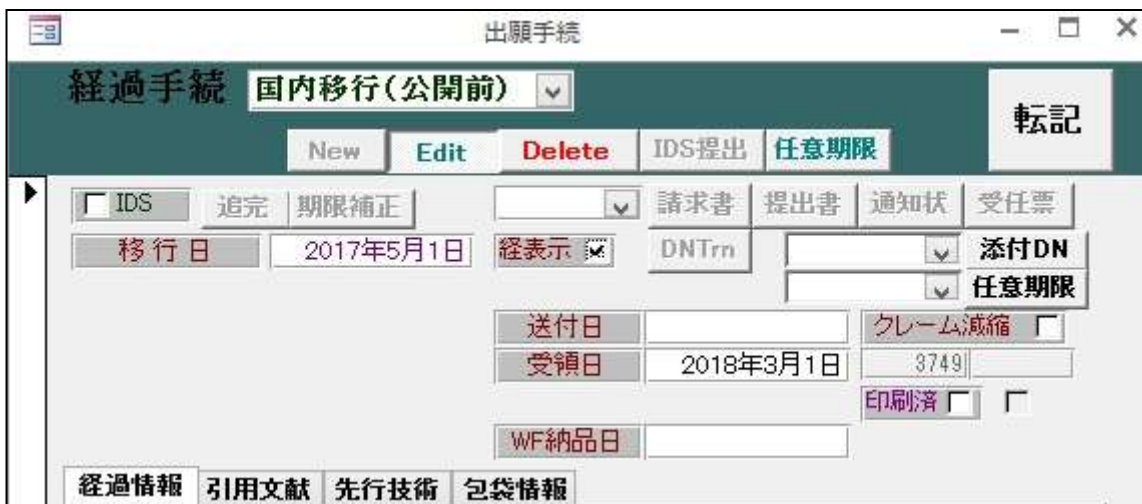 出願手続
経過手続 国内移行(公開前)
転記
New Edit Delete IDS提出 任意期限
IDS 追完 期限補正 請求書 提出書 通知状 受任票
移行日 2017年5月1日 経表示 DNTrn 添付DN
任意期限
送付日 クレーム減縮
受領日 2018年3月1日 3749
印刷済
WF納品日
経過情報 引用文献 先行技術 包袋情報